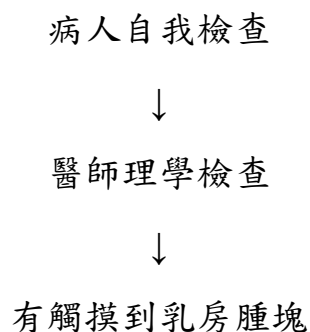 病人自我檢查
↓
醫師理學檢查
↓
有觸摸到乳房腫塊